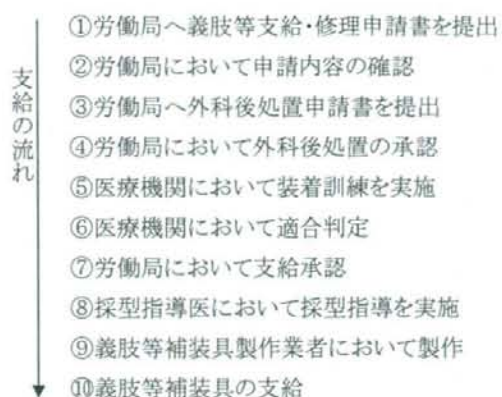 支給の流れ
①労働局へ義肢等支給・修理申請書を提出
②労働局において申請内容の確認
③労働局へ外科後処置申請書を提出
④労働局において外科後処置の承認
⑤医療機関において装着訓練を実施
⑥医療機関において適合判定
⑦労働局において支給承認
⑧採型指導医において採型指導を実施
⑨義肢等補装具製作業者において製作
⑩義肢等補装具の支給